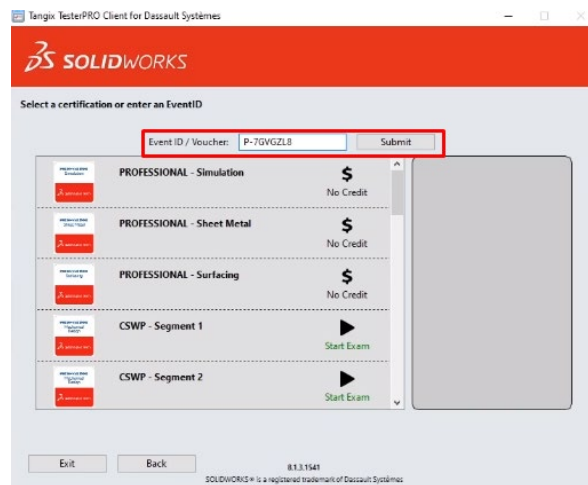 Tangix TesterPRO Client for Dassault Systèmes
SOLIDWORKS
Select a certification or enter an EventID
Event ID / Voucher: P-7GVGZL8 Submit
PROFESSIONAL - Simulation
$
No Credit
PROFESSIONAL - Sheet Metal
$
No Credit
PROFESSIONAL - Surfacing
$
No Credit
CSWP - Segment 1
Start Exam
CSWP - Segment 2
Start Exam
Exit Back 8.1.3.1541
SOLIDWORKS® is a registered trademark of Dassault Systèmes